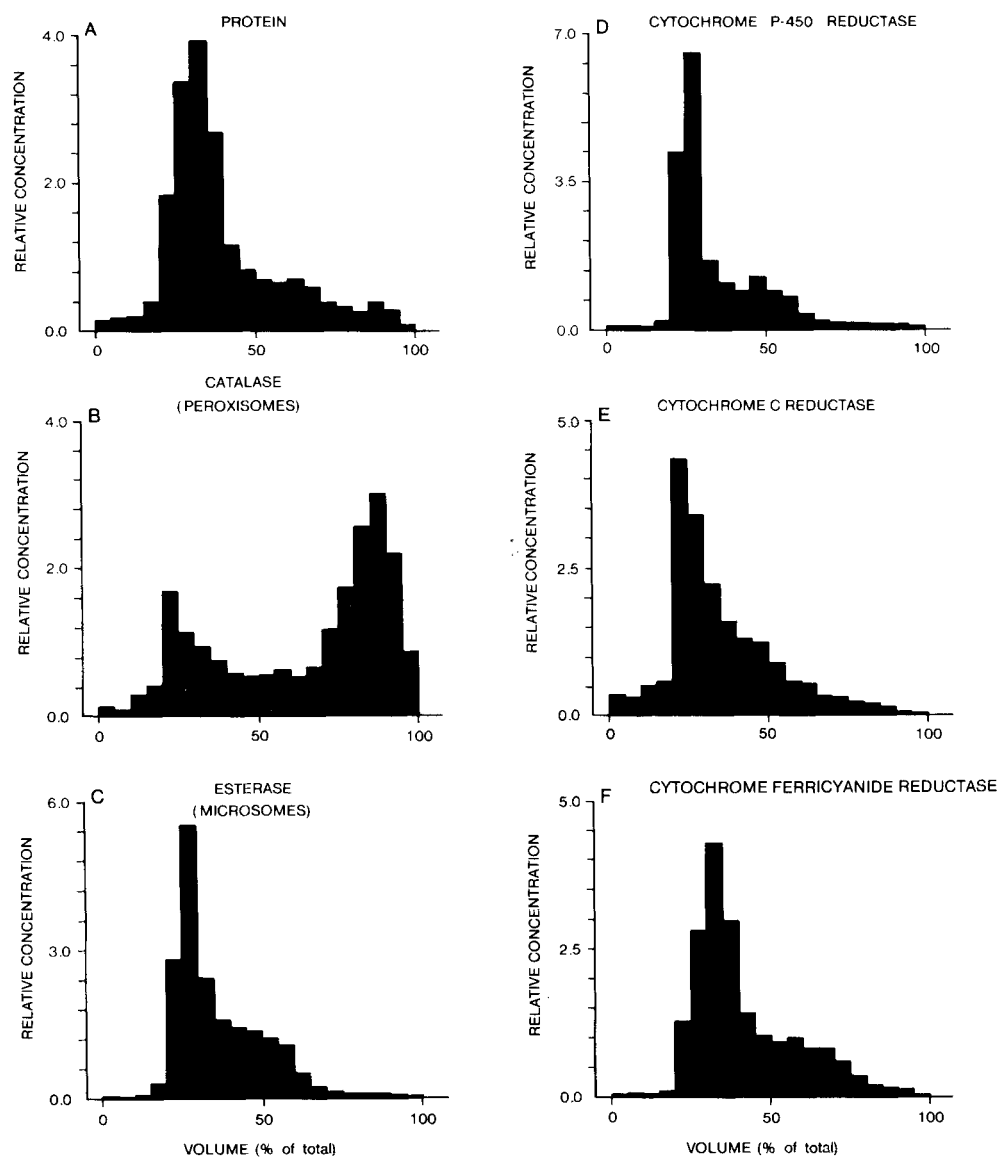 A
PROTEIN
RELATIVE CONCENTRATION
4.0
2.0
0.0
0
50
100
B
CATALASE
(PEROXISOMES)
RELATIVE CONCENTRATION
4.0
2.0
0.0
0
50
100
C
ESTERASE
(MICROSOMES)
RELATIVE CONCENTRATION
6.0
3.0
0.0
0
50
100
VOLUME (% of total)
D
CYTOCHROME P-450 REDUCTASE
RELATIVE CONCENTRATION
7.0
3.5
0.0
0
50
100
E
CYTOCHROME C REDUCTASE
RELATIVE CONCENTRATION
5.0
2.5
0.0
0
50
100
F
CYTOCHROME FERRICYANIDE REDUCTASE
RELATIVE CONCENTRATION
5.0
2.5
0.0
0
50
100
VOLUME (% of total)